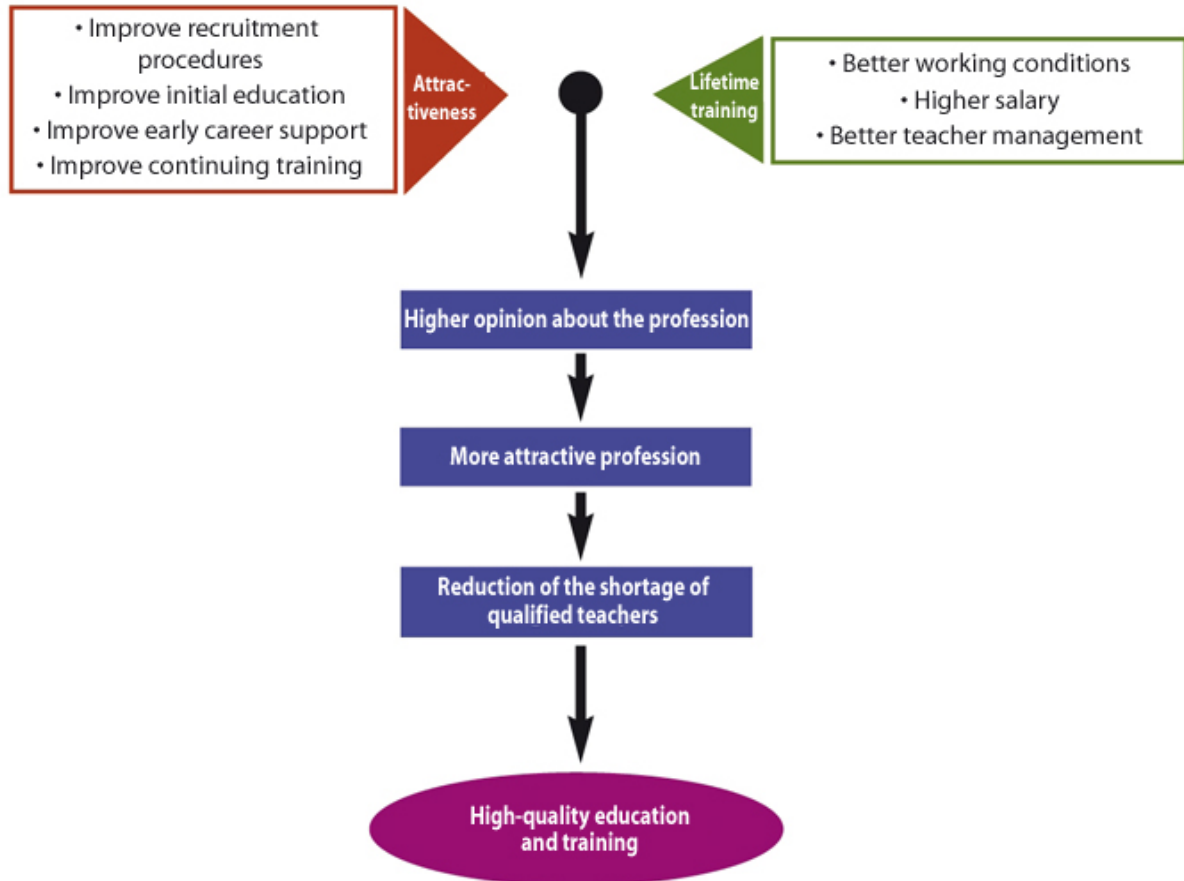 • Improve recruitment
procedures
• Improve initial education
• Improve early career support
• Improve continuing training
Attrac-
tiveness
Lifetime
training
• Better working conditions
• Higher salary
• Better teacher management
Higher opinion about the profession
More attractive profession
Reduction of the shortage of
qualified teachers
High-quality education
and training